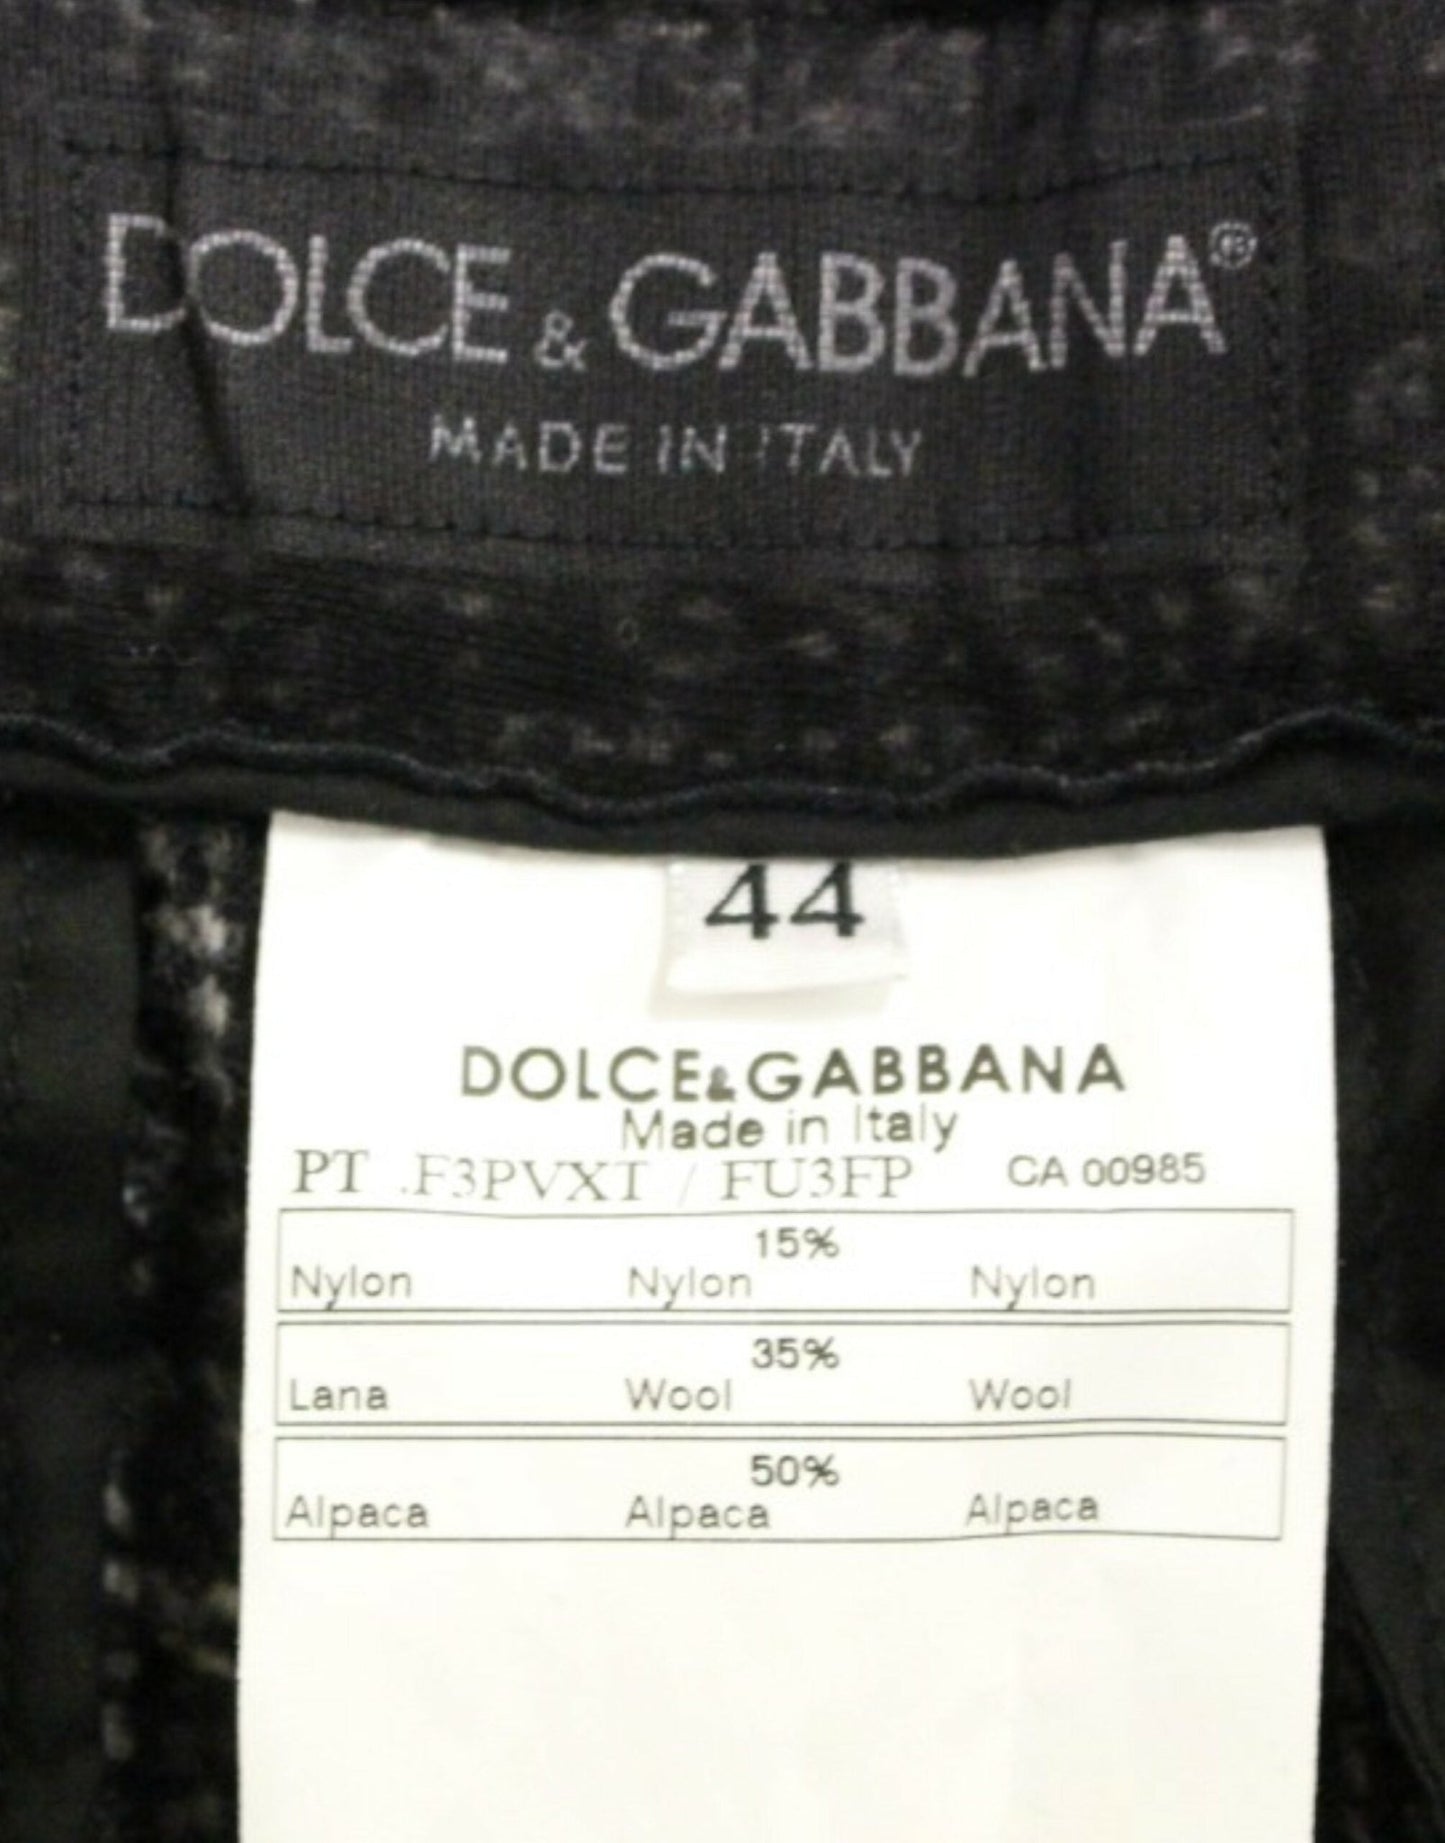 DOLCE & GABBANA®
MADE IN ITALY
44
DOLCE&GABBANA
Made in Italy
PT .F3PVXT / FU3FP CA 00985
15%
Nylon Nylon Nylon
35%
Lana Wool Wool
50%
Alpaca Alpaca Alpaca